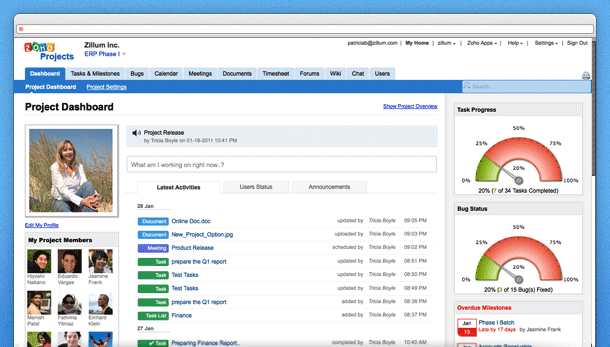 ZOHO Projects
Zillum Inc.
ERP Phase I
patriciab@zillum.com | My Home | zillum | Zoho Apps | Help | Settings | Sign Out
Dashboard Tasks & Milestones Bugs Calendar Meetings Documents Timesheet Forums Wiki Chat Users
Project Dashboard Project Settings
Search...
Project Dashboard
Show Project Overview
Edit My Profile
My Project Members
Hiyoshi Nakano
Eduardo Vargas
Jasmine Frank
Manish Patel
Fathima Yilmaz
Einhard Klein
Project Release
by Tricia Boyle on 01-18-2011 10:41 PM
What am I working on right now..?
Latest Activities Users Status Announcements
28 Jan
Document Online Doc.doc updated by Tricia Boyle 09:05 PM
Document New_Project_Option.jpg uploaded by Tricia Boyle 09:03 PM
Meeting Product Release scheduled by Tricia Boyle 09:02 PM
Task prepare the Q1 report updated by Tricia Boyle 08:51 PM
Task Test Tasks updated by Tricia Boyle 08:50 PM
Task Test Tasks updated by Tricia Boyle 08:49 PM
Task prepare the Q1 report added by Tricia Boyle 08:38 PM
Task List Finance added by Tricia Boyle 08:37 PM
27 Jan
Task Preparing Finance Report.. Tricia Boyle 10:40 AM
Task Progress
50%
25% 75%
20%
0% 100%
20% (7 of 34 Tasks Completed)
Bug Status
50%
25% 75%
20%
0% 100%
20% (3 of 15 Bug(s) Fixed)
Overdue Milestones
Jan 13
Phase I Batch
Late by 17 days by Jasmine Frank
Jan